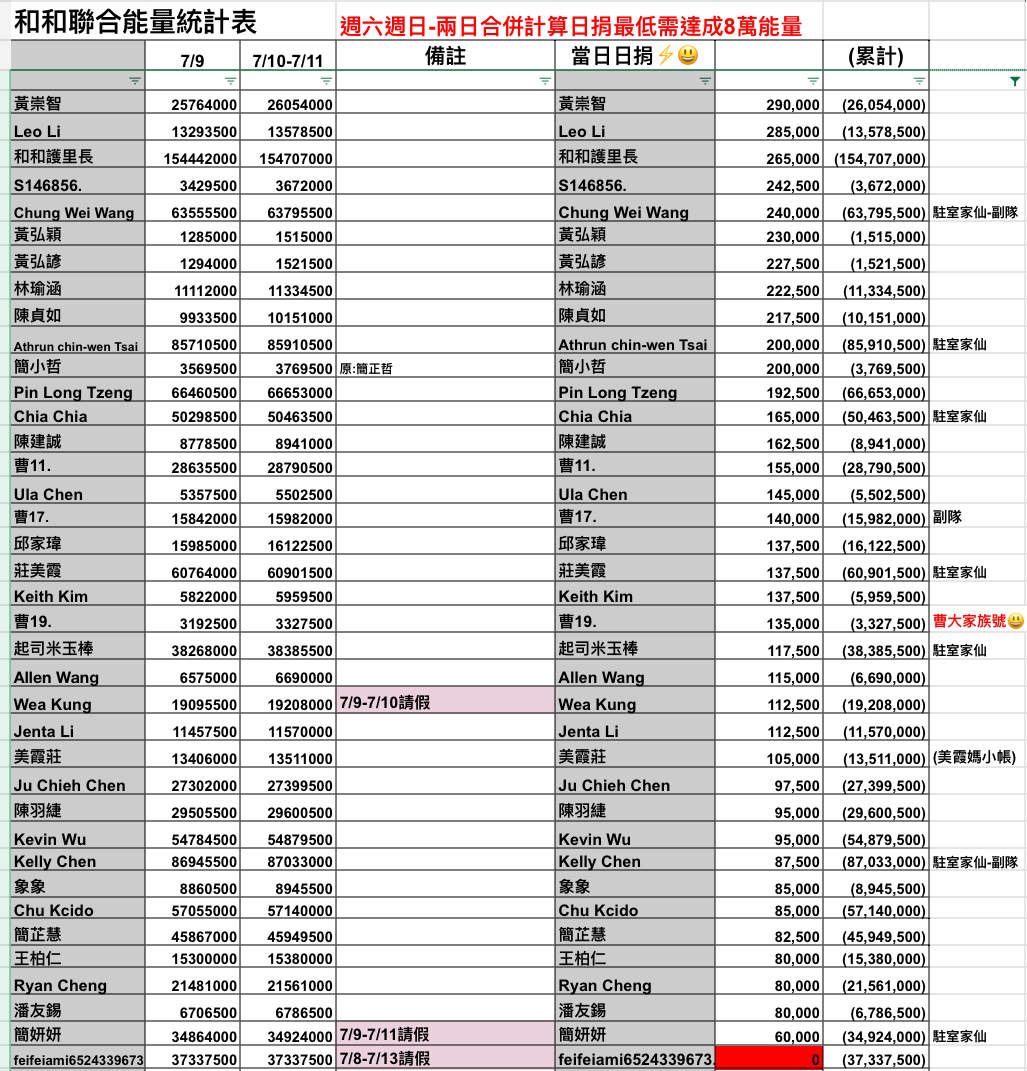 和和聯合能量統計表 週六週日-兩日合併計算日捐最低需達成8萬能量
7/9 7/10-7/11 備註 當日日捐⚡😃 (累計)
黃崇智 25764000 26054000 黃崇智 290,000 (26,054,000)
Leo Li 13293500 13578500 Leo Li 285,000 (13,578,500)
和和護里長 154442000 154707000 和和護里長 265,000 (154,707,000)
S146856. 3429500 3672000 S146856. 242,500 (3,672,000)
Chung Wei Wang 63555500 63795500 Chung Wei Wang 240,000 (63,795,500) 駐室家仙-副隊
黃弘穎 1285000 1515000 黃弘穎 230,000 (1,515,000)
黃弘諺 1294000 1521500 黃弘諺 227,500 (1,521,500)
林瑜涵 11112000 11334500 林瑜涵 222,500 (11,334,500)
陳貞如 9933500 10151000 陳貞如 217,500 (10,151,000)
Athrun chin-wen Tsai 85710500 85910500 Athrun chin-wen Tsai 200,000 (85,910,500) 駐室家仙
簡小哲 3569500 3769500 原:簡正哲 簡小哲 200,000 (3,769,500)
Pin Long Tzeng 66460500 66653000 Pin Long Tzeng 192,500 (66,653,000)
Chia Chia 50298500 50463500 Chia Chia 165,000 (50,463,500) 駐室家仙
陳建誠 8778500 8941000 陳建誠 162,500 (8,941,000)
曹11. 28635500 28790500 曹11. 155,000 (28,790,500)
Ula Chen 5357500 5502500 Ula Chen 145,000 (5,502,500)
曹17. 15842000 15982000 曹17. 140,000 (15,982,000) 副隊
邱家瑋 15985000 16122500 邱家瑋 137,500 (16,122,500)
莊美霞 60764000 60901500 莊美霞 137,500 (60,901,500) 駐室家仙
Keith Kim 5822000 5959500 Keith Kim 137,500 (5,959,500)
曹19. 3192500 3327500 曹19. 135,000 (3,327,500) 曹大家族號😃
起司米玉棒 38268000 38385500 起司米玉棒 117,500 (38,385,500) 駐室家仙
Allen Wang 6575000 6690000 Allen Wang 115,000 (6,690,000)
Wea Kung 19095500 19208000 7/9-7/10請假 Wea Kung 112,500 (19,208,000)
Jenta Li 11457500 11570000 Jenta Li 112,500 (11,570,000)
美霞莊 13406000 13511000 美霞莊 105,000 (13,511,000) (美霞媽小帳)
Ju Chieh Chen 27302000 27399500 Ju Chieh Chen 97,500 (27,399,500)
陳羽緁 29505500 29600500 陳羽緁 95,000 (29,600,500)
Kevin Wu 54784500 54879500 Kevin Wu 95,000 (54,879,500)
Kelly Chen 86945500 87033000 Kelly Chen 87,500 (87,033,000) 駐室家仙-副隊
象象 8860500 8945500 象象 85,000 (8,945,500)
Chu Kcido 57055000 57140000 Chu Kcido 85,000 (57,140,000)
簡芷慧 45867000 45949500 簡芷慧 82,500 (45,949,500)
王柏仁 15300000 15380000 王柏仁 80,000 (15,380,000)
Ryan Cheng 21481000 21561000 Ryan Cheng 80,000 (21,561,000)
潘友錫 6706500 6786500 潘友錫 80,000 (6,786,500)
簡妍妍 34864000 34924000 7/9-7/11請假 簡妍妍 60,000 (34,924,000) 駐室家仙
feifeiami6524339673 37337500 37337500 7/8-7/13請假 feifeiami6524339673. 0 (37,337,500)